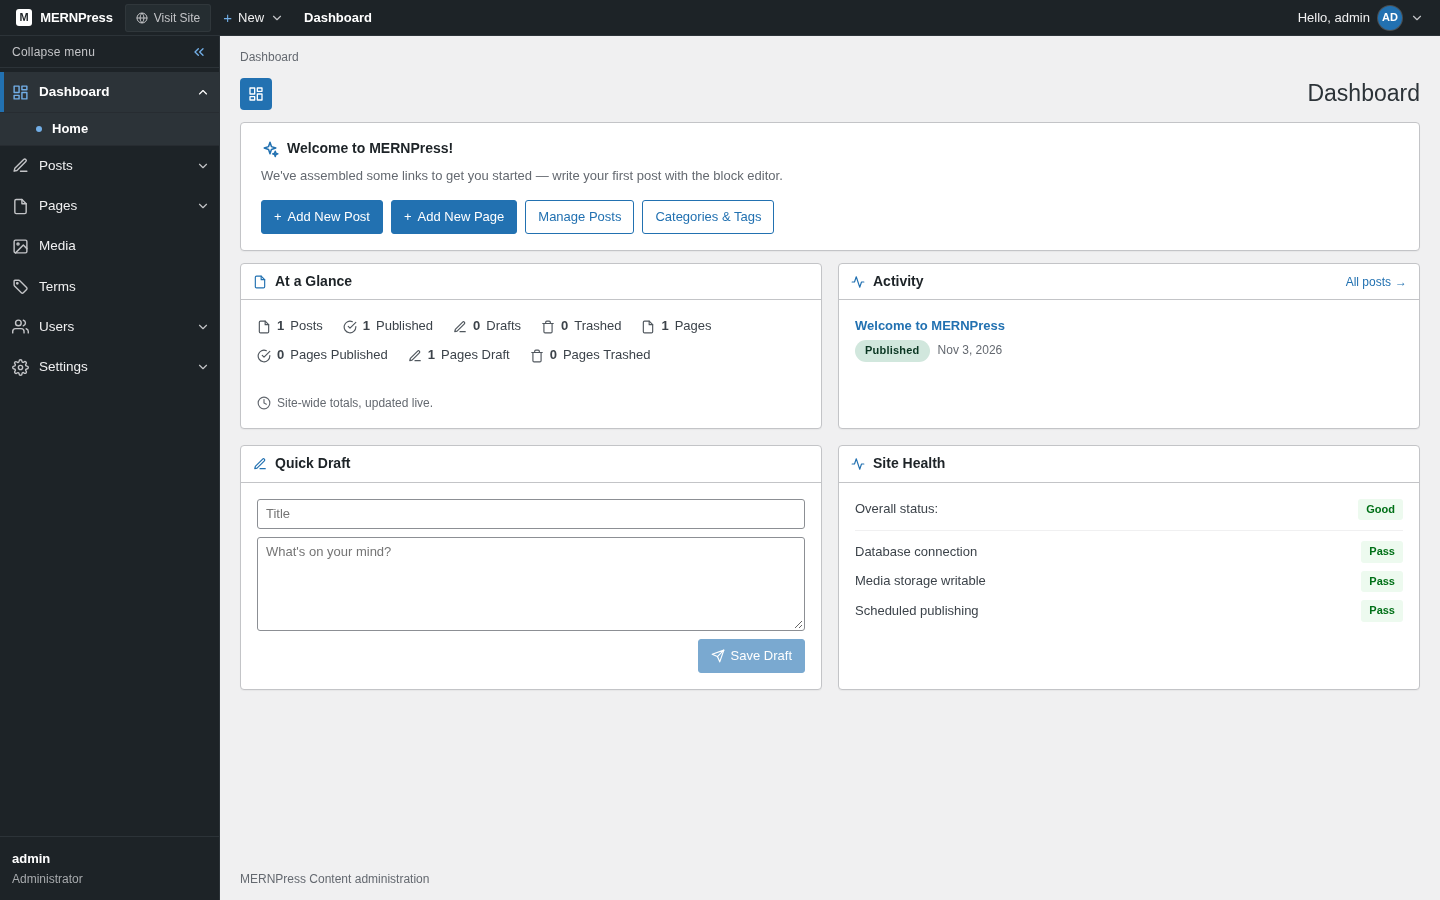 M MERNPress Visit Site + New Dashboard Hello, admin AD
Collapse menu
Dashboard
Home
Posts
Pages
Media
Terms
Users
Settings
admin
Administrator
Dashboard
Dashboard
Welcome to MERNPress!
We've assembled some links to get you started — write your first post with the block editor.
+ Add New Post + Add New Page Manage Posts Categories & Tags
At a Glance
1 Posts 1 Published 0 Drafts 0 Trashed 1 Pages
0 Pages Published 1 Pages Draft 0 Pages Trashed
Site-wide totals, updated live.
Activity All posts →
Welcome to MERNPress
Published Nov 3, 2026
Quick Draft
Title
What's on your mind?
Save Draft
Site Health
Overall status: Good
Database connection Pass
Media storage writable Pass
Scheduled publishing Pass
MERNPress Content administration